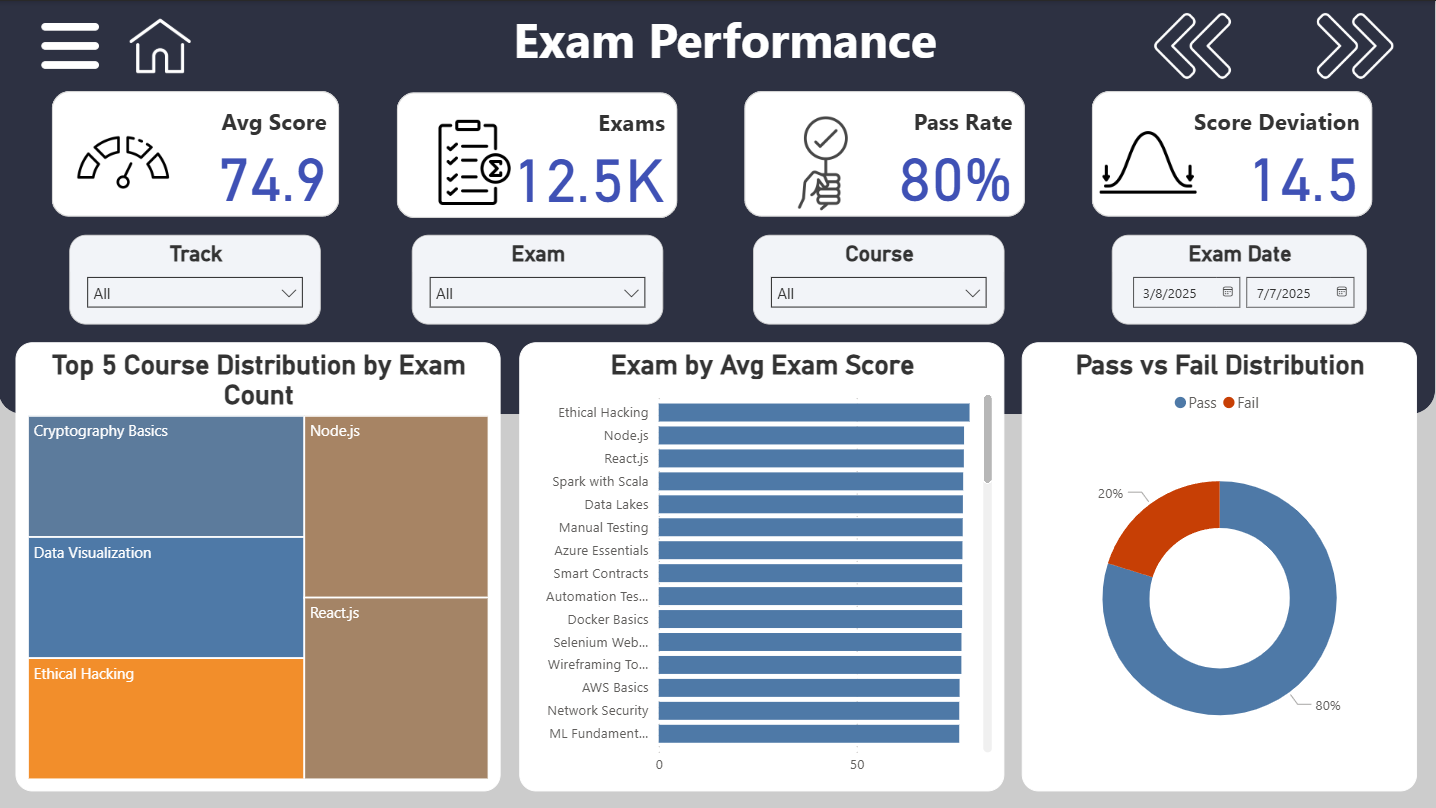 Exam Performance
Avg Score
74.9
Exams
Σ
12.5K
Pass Rate
80%
Score Deviation
14.5
Track
All
Exam
All
Course
All
Exam Date
3/8/2025
7/7/2025
Top 5 Course Distribution by Exam
Count
Cryptography Basics
Data Visualization
Ethical Hacking
Node.js
React.js
Exam by Avg Exam Score
Ethical Hacking
Node.js
React.js
Spark with Scala
Data Lakes
Manual Testing
Azure Essentials
Smart Contracts
Automation Tes...
Docker Basics
Selenium Web...
Wireframing To...
AWS Basics
Network Security
ML Fundament...
0
50
Pass vs Fail Distribution
Pass
Fail
20%
80%